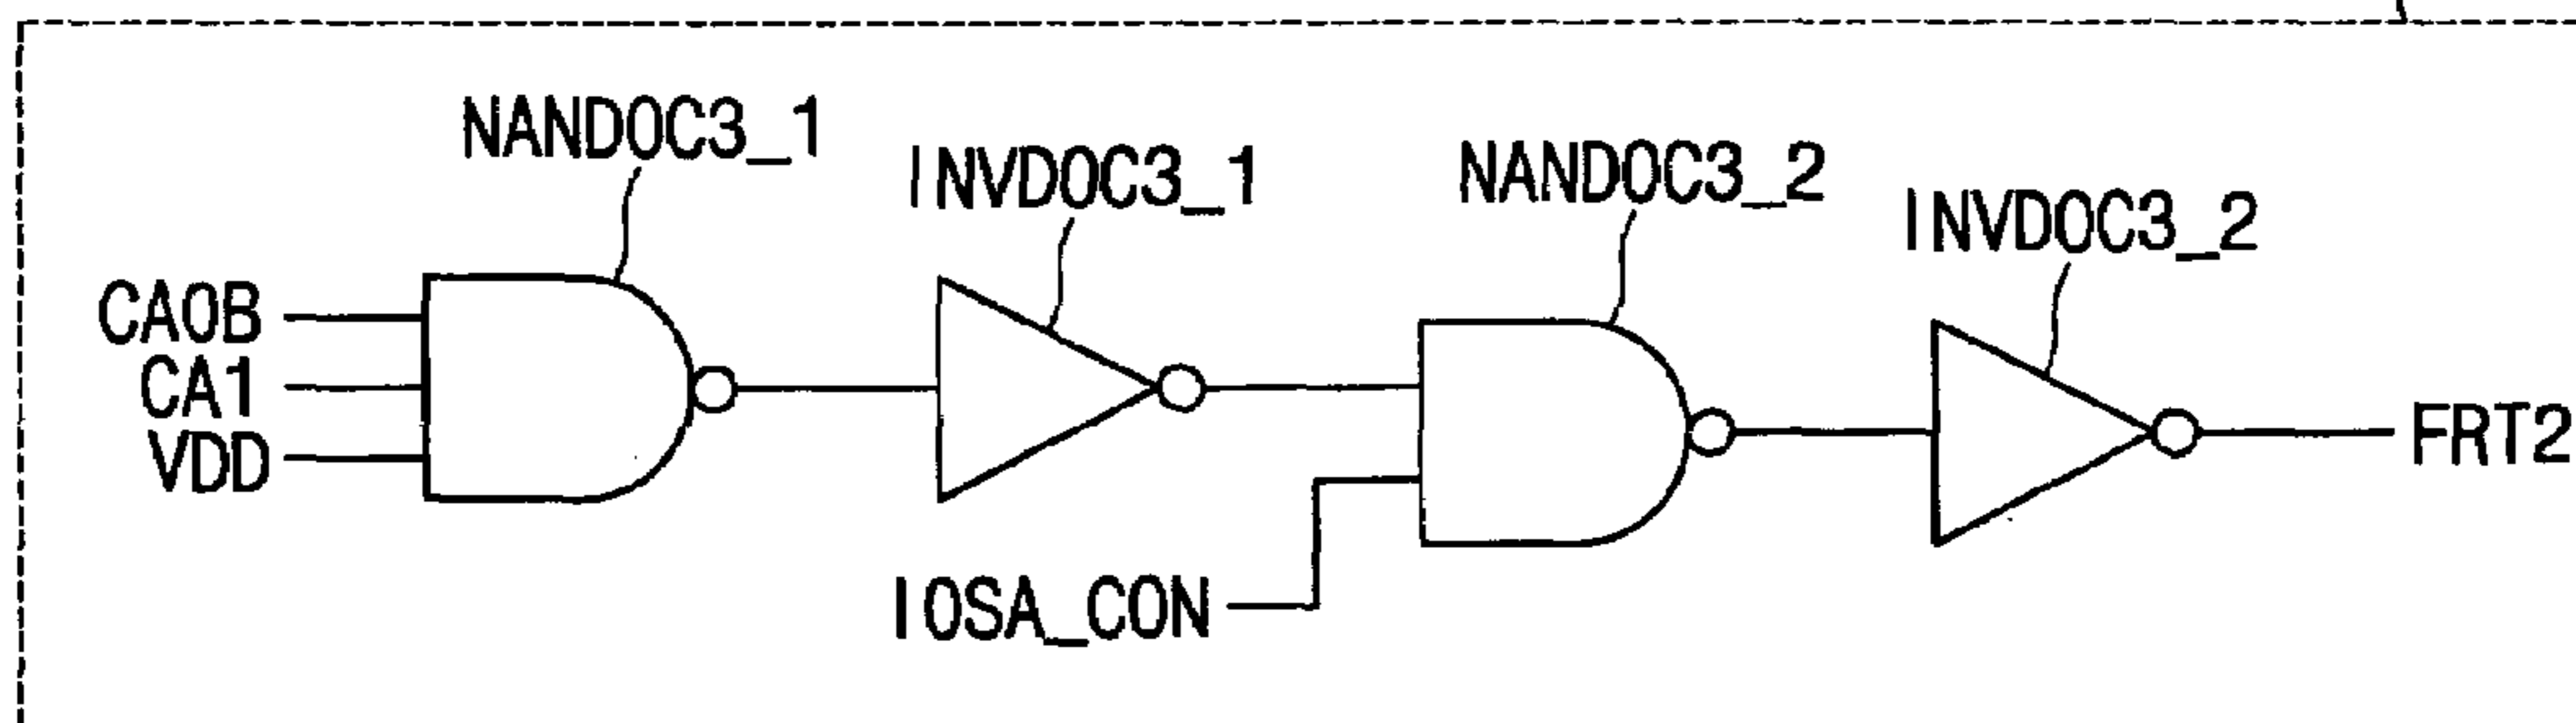 NANDOC3_1
INVDOC3_1
NANDOC3_2
INVDOC3_2
CA0B
CA1
VDD
IOSA_CON
FRT2